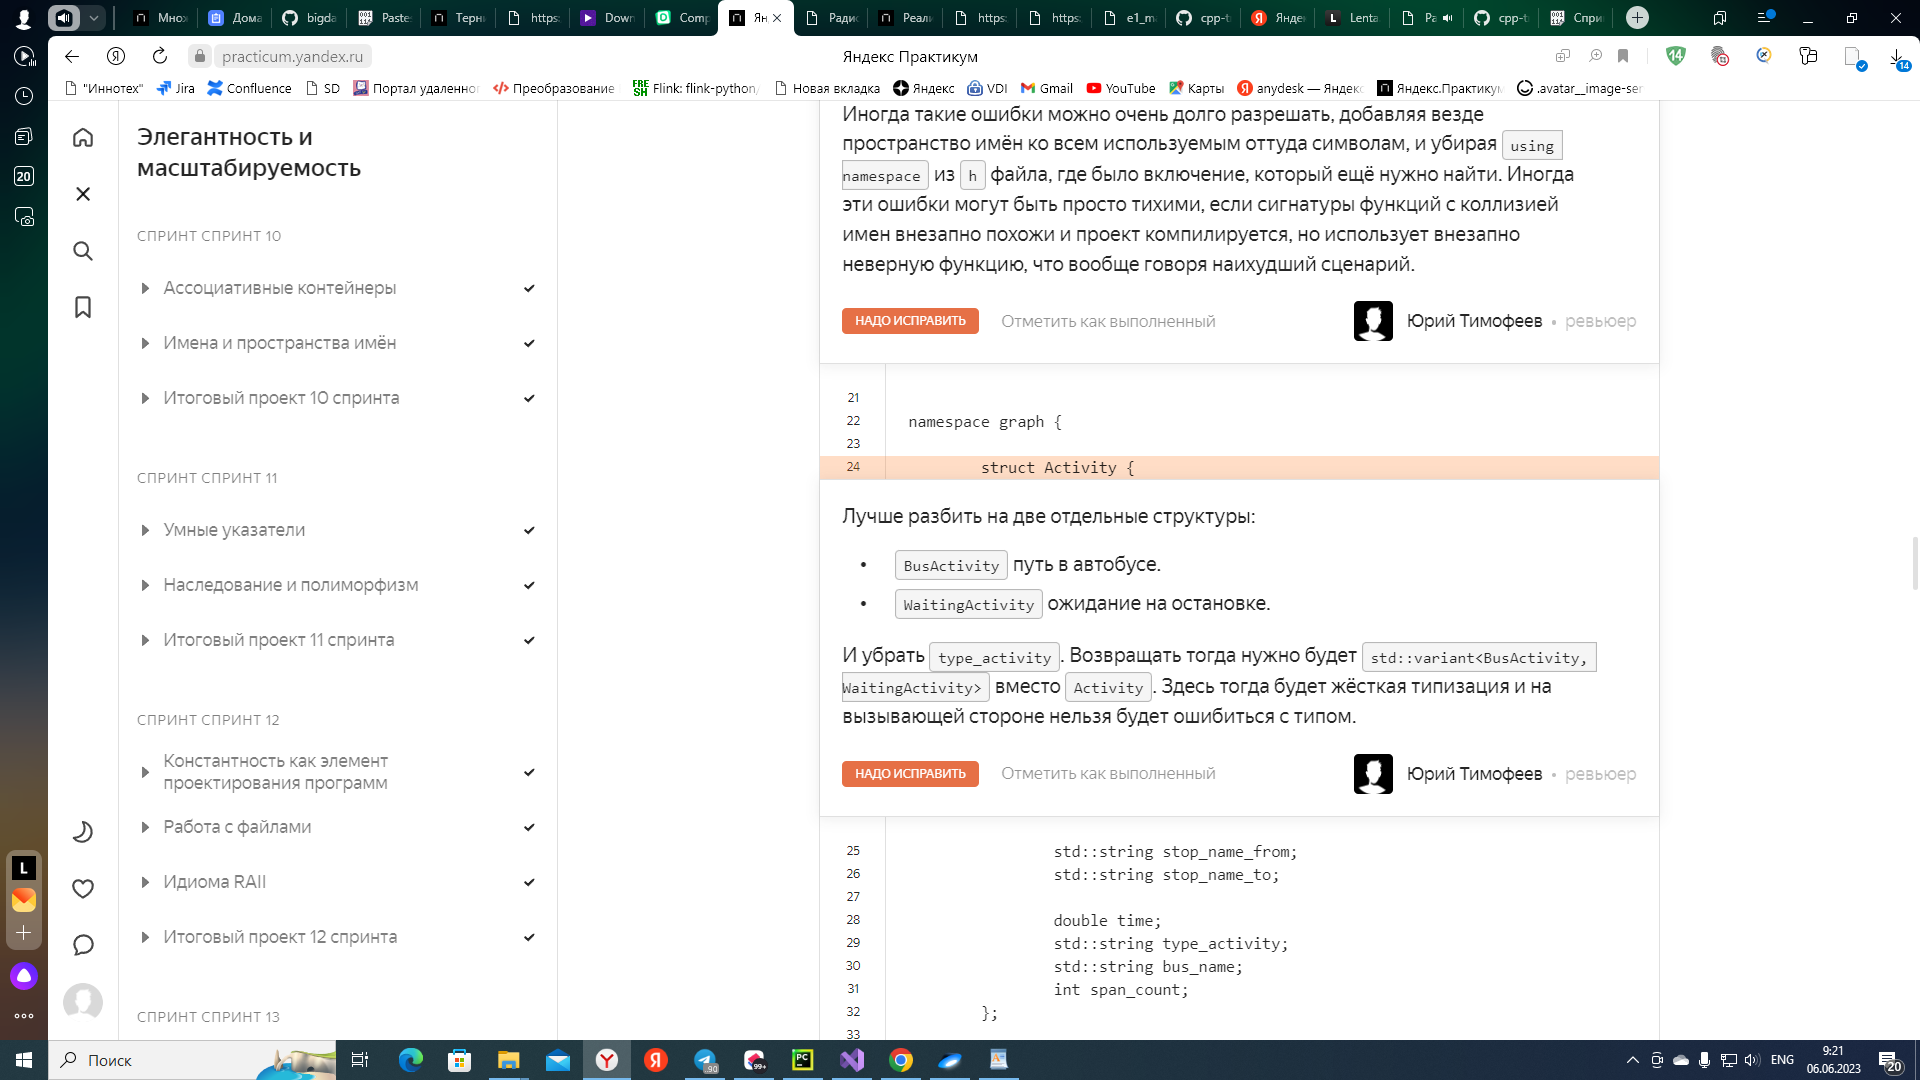 Множ
Дома
bigda
Paste
Терн
https
Down
Comp
Ян
Радис
Реали
https
https
e1_m
cpp-t
Яндек
Lenta
Ра
cpp-t
Спри
practicum.yandex.ru
Яндекс Практикум
14
14
"Иннотех"
Jira
Confluence
SD
Портал удаленног
Преобразование
Flink: flink-python/
Новая вкладка
Яндекс
VDI
Gmail
YouTube
Карты
anydesk — Яндекс
Яндекс.Практикум
.avatar__image-ser
20
Элегантность и
масштабируемость
СПРИНТ СПРИНТ 10
Ассоциативные контейнеры
Имена и пространства имён
Итоговый проект 10 спринта
СПРИНТ СПРИНТ 11
Умные указатели
Наследование и полиморфизм
Итоговый проект 11 спринта
СПРИНТ СПРИНТ 12
Константность как элемент
проектирования программ
Работа с файлами
Идиома RAII
Итоговый проект 12 спринта
СПРИНТ СПРИНТ 13
Иногда такие ошибки можно очень долго разрешать, добавляя везде
пространство имён ко всем используемым оттуда символам, и убирая using
namespace из h файла, где было включение, который ещё нужно найти. Иногда
эти ошибки могут быть просто тихими, если сигнатуры функций с коллизией
имен внезапно похожи и проект компилируется, но использует внезапно
неверную функцию, что вообще говоря наихудший сценарий.
НАДО ИСПРАВИТЬ Отметить как выполненный Юрий Тимофеев • ревьюер
21
22 namespace graph {
23
24 struct Activity {
Лучше разбить на две отдельные структуры:
• BusActivity путь в автобусе.
• WaitingActivity ожидание на остановке.
И убрать type_activity. Возвращать тогда нужно будет std::variant<BusActivity,
WaitingActivity> вместо Activity. Здесь тогда будет жёсткая типизация и на
вызывающей стороне нельзя будет ошибиться с типом.
НАДО ИСПРАВИТЬ Отметить как выполненный Юрий Тимофеев • ревьюер
25 std::string stop_name_from;
26 std::string stop_name_to;
27
28 double time;
29 std::string type_activity;
30 std::string bus_name;
31 int span_count;
32 };
33
L
Поиск
90
99+
PC
ENG
9:21
06.06.2023
20